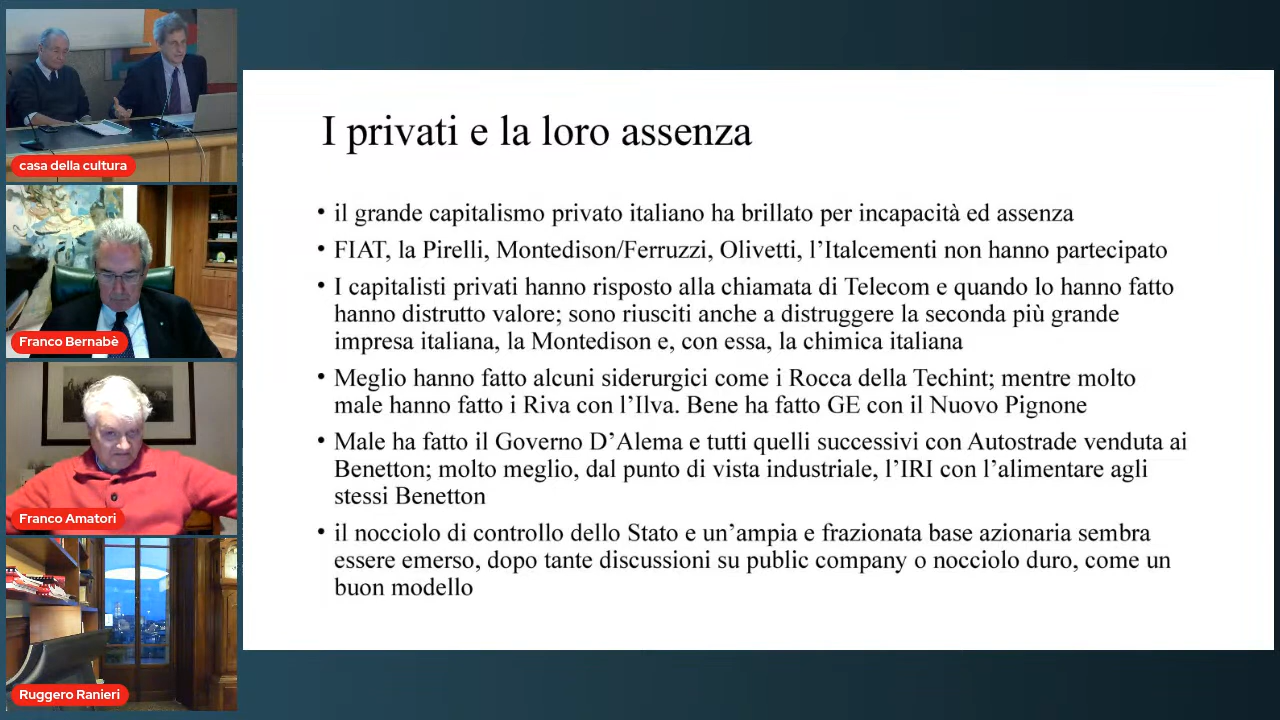 casa della cultura
Franco Bernabè
Franco Amatori
Ruggero Ranieri
I privati e la loro assenza
• il grande capitalismo privato italiano ha brillato per incapacità ed assenza
• FIAT, la Pirelli, Montedison/Ferruzzi, Olivetti, l’Italcementi non hanno partecipato
• I capitalisti privati hanno risposto alla chiamata di Telecom e quando lo hanno fatto
hanno distrutto valore; sono riusciti anche a distruggere la seconda più grande
impresa italiana, la Montedison e, con essa, la chimica italiana
• Meglio hanno fatto alcuni siderurgici come i Rocca della Techint; mentre molto
male hanno fatto i Riva con l’Ilva. Bene ha fatto GE con il Nuovo Pignone
• Male ha fatto il Governo D’Alema e tutti quelli successivi con Autostrade venduta ai
Benetton; molto meglio, dal punto di vista industriale, l’IRI con l’alimentare agli
stessi Benetton
• il nocciolo di controllo dello Stato e un’ampia e frazionata base azionaria sembra
essere emerso, dopo tante discussioni su public company o nocciolo duro, come un
buon modello